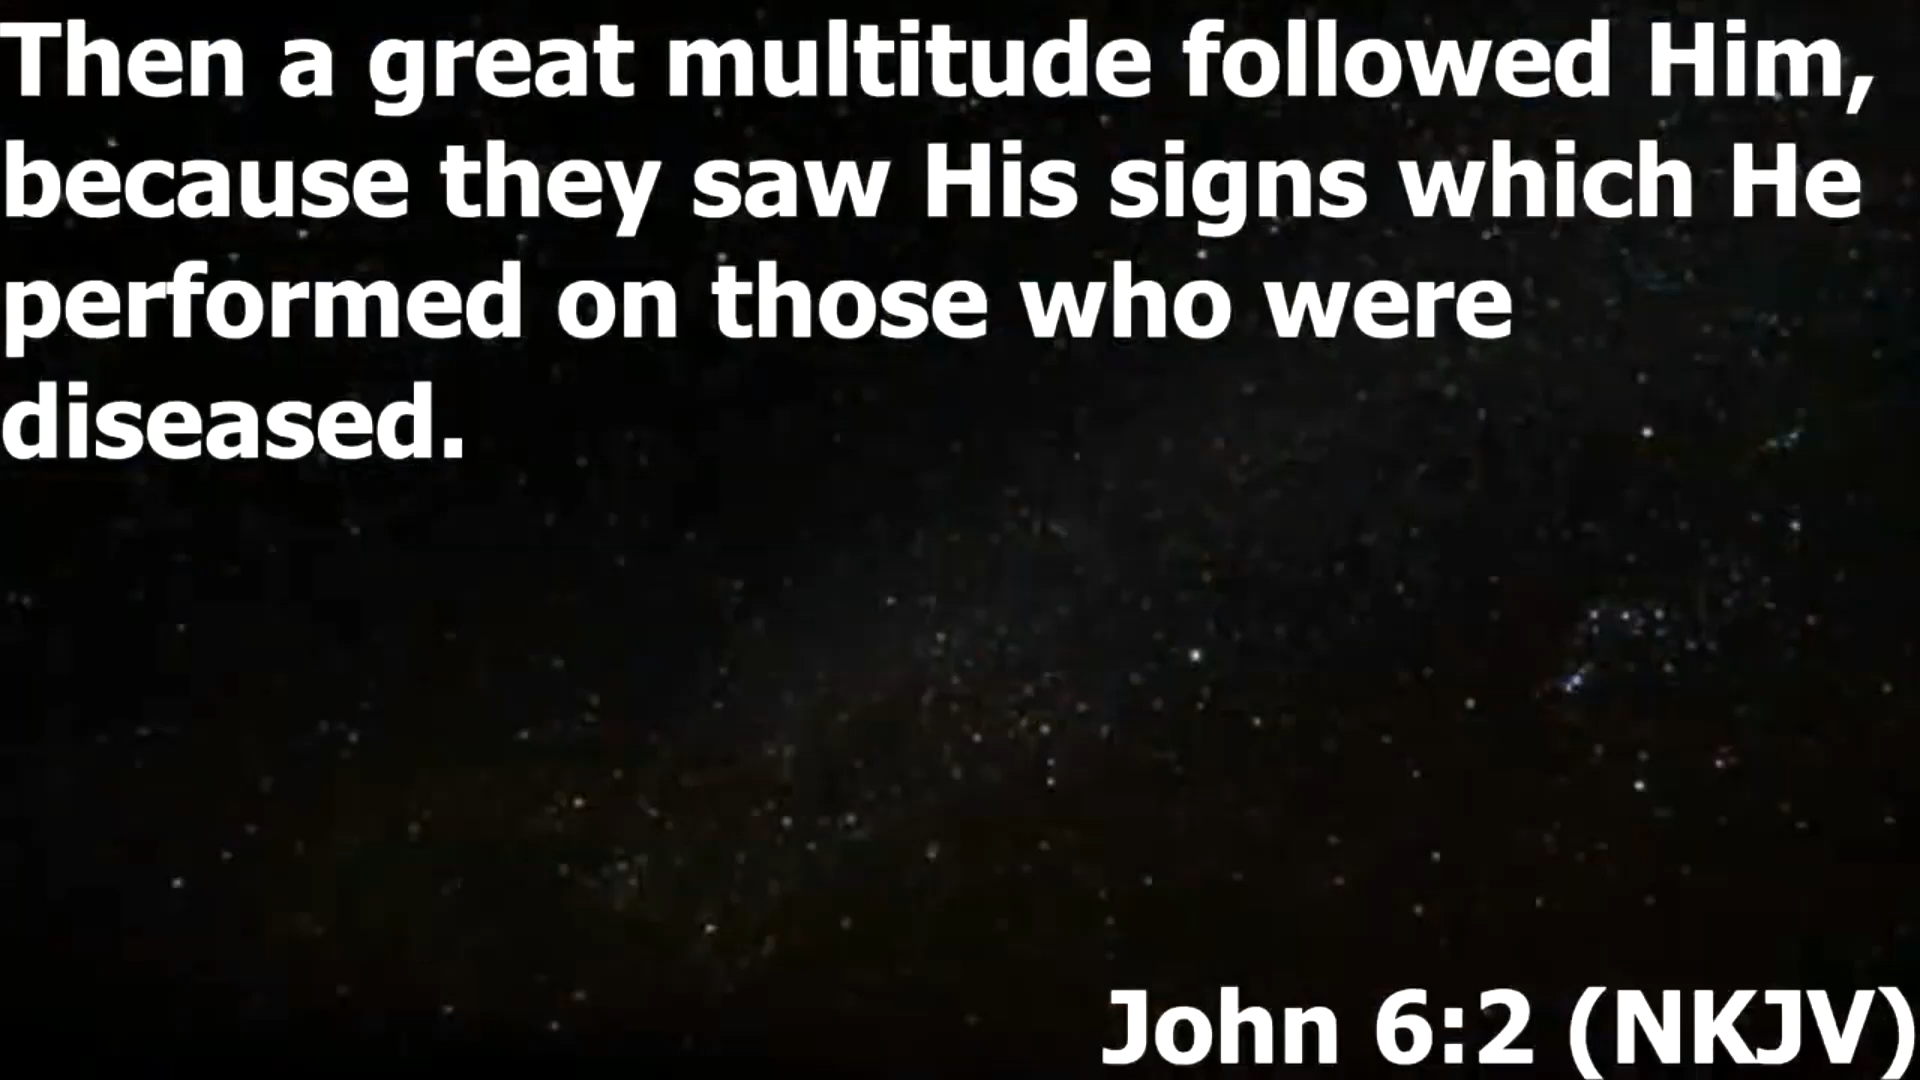 Then a great multitude followed Him,
because they saw His signs which He
performed on those who were
diseased.
John 6:2 (NKJV)